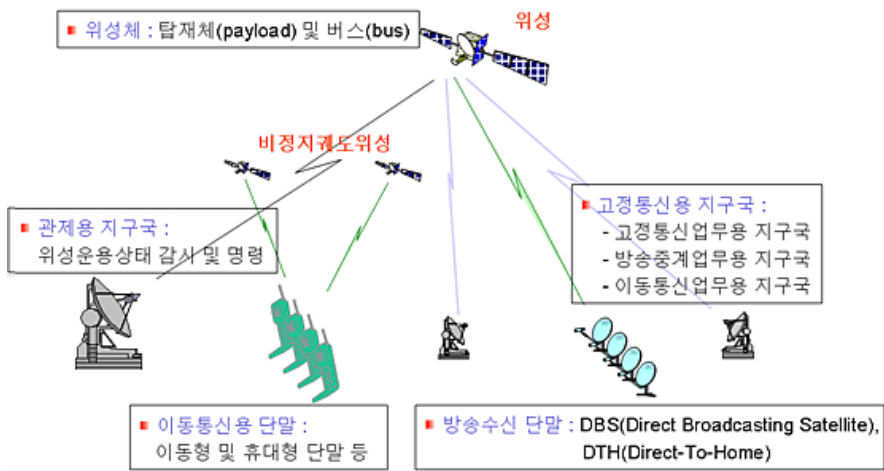 위성
위성체 : 탑재체(payload) 및 버스(bus)
비정지궤도위성
관제용 지구국 :
위성운용상태 감시 및 명령
고정통신용 지구국 :
- 고정통신업무용 지구국
- 방송중계업무용 지구국
- 이동통신업무용 지구국
이동통신용 단말 :
이동형 및 휴대형 단말 등
방송수신 단말 : DBS(Direct Broadcasting Satellite),
DTH(Direct-To-Home)